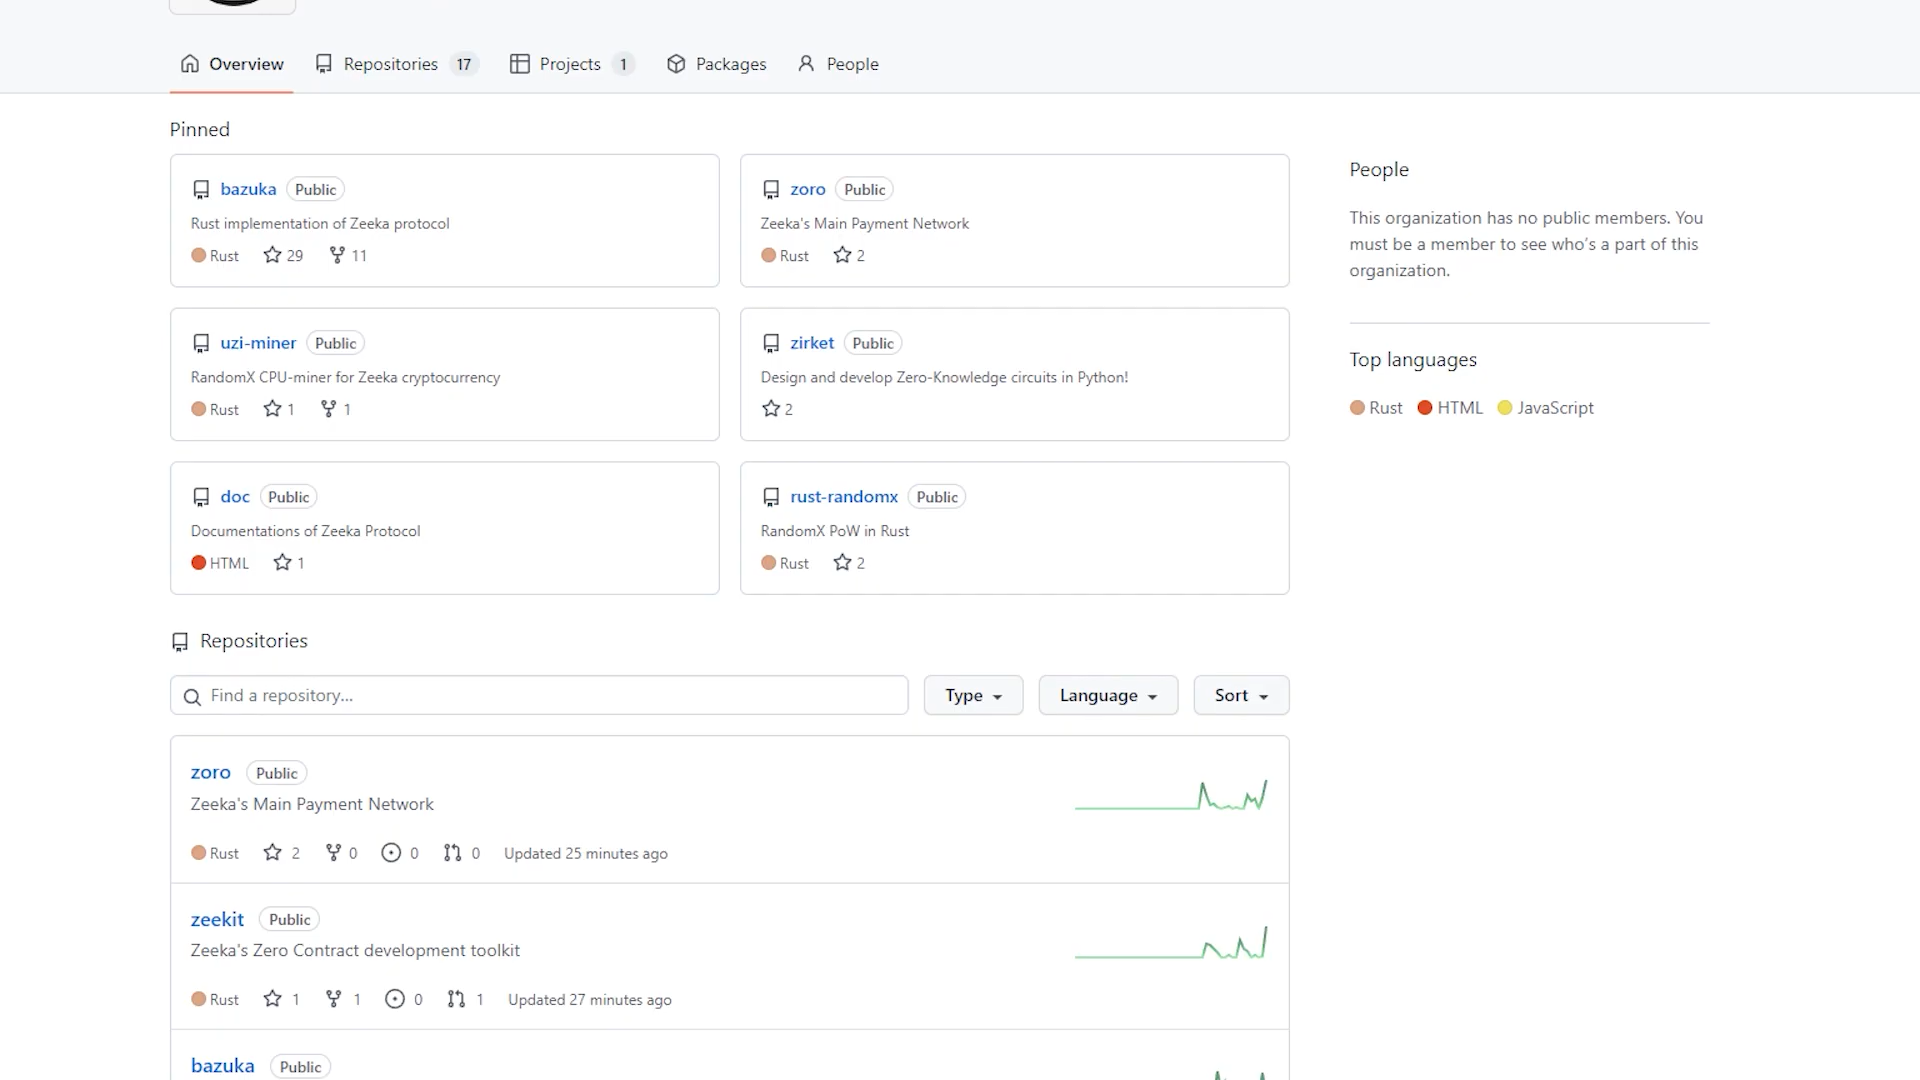 Overview Repositories 17 Projects 1 Packages People
Pinned
bazuka Public
Rust implementation of Zeeka protocol
Rust 29 11
zoro Public
Zeeka's Main Payment Network
Rust 2
uzi-miner Public
RandomX CPU-miner for Zeeka cryptocurrency
Rust 1 1
zirket Public
Design and develop Zero-Knowledge circuits in Python!
2
doc Public
Documentations of Zeeka Protocol
HTML 1
rust-randomx Public
RandomX PoW in Rust
Rust 2
People
This organization has no public members. You
must be a member to see who's a part of this
organization.
Top languages
Rust HTML JavaScript
Repositories
Find a repository...
Type Language Sort
zoro Public
Zeeka's Main Payment Network
Rust 2 0 0 0 Updated 25 minutes ago
zeekit Public
Zeeka's Zero Contract development toolkit
Rust 1 1 0 1 Updated 27 minutes ago
bazuka Public